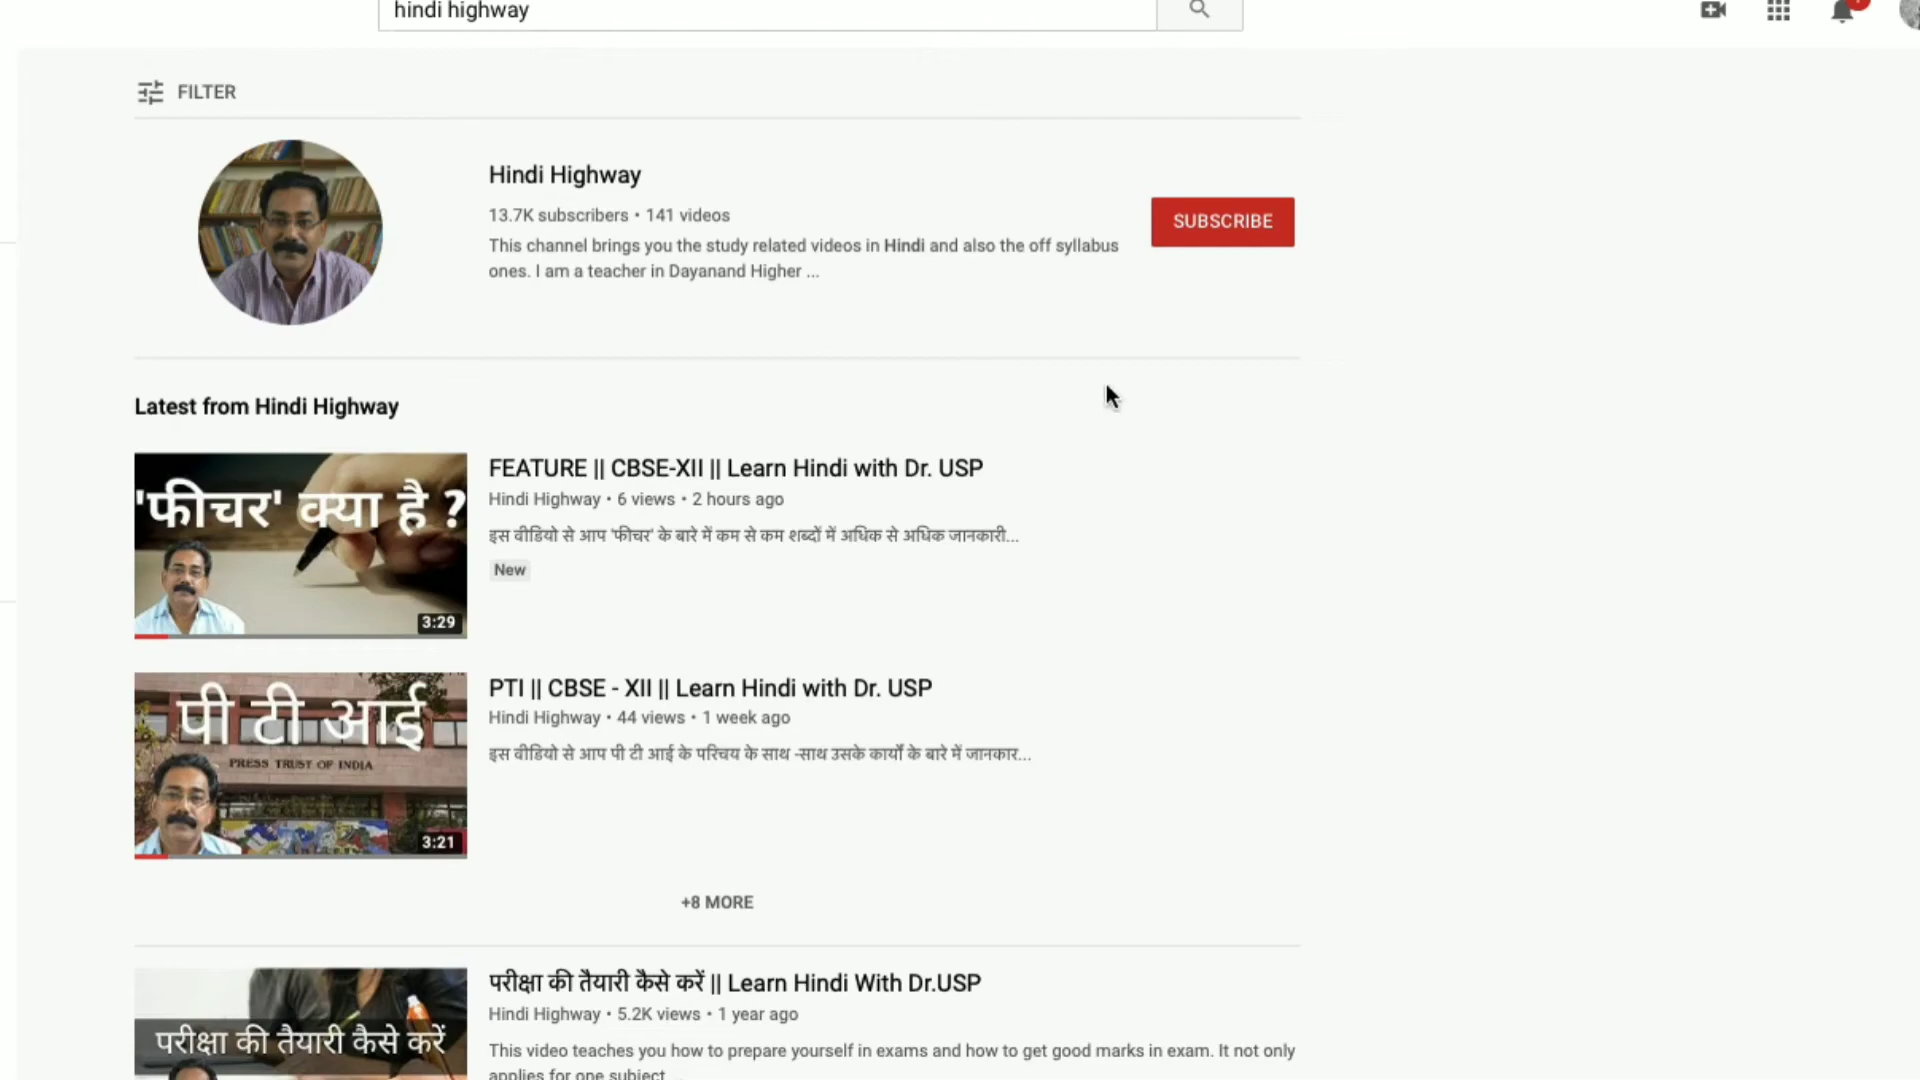 hindi highway
FILTER
Hindi Highway
13.7K subscribers • 141 videos
SUBSCRIBE
This channel brings you the study related videos in Hindi and also the off syllabus
ones. I am a teacher in Dayanand Higher ...
Latest from Hindi Highway
'फीचर' क्या है ?
3:29
FEATURE || CBSE-XII || Learn Hindi with Dr. USP
Hindi Highway • 6 views • 2 hours ago
इस वीडियो से आप 'फीचर' के बारे में कम से कम शब्दों में अधिक से अधिक जानकारी...
New
पी टी आई
PRESS TRUST OF INDIA
3:21
PTI || CBSE - XII || Learn Hindi with Dr. USP
Hindi Highway • 44 views • 1 week ago
इस वीडियो से आप पी टी आई के परिचय के साथ -साथ उसके कार्यों के बारे में जानकार...
+8 MORE
परीक्षा की तैयारी कैसे करें
परीक्षा की तैयारी कैसे करें || Learn Hindi With Dr.USP
Hindi Highway • 5.2K views • 1 year ago
This video teaches you how to prepare yourself in exams and how to get good marks in exam. It not only
applies for one subject